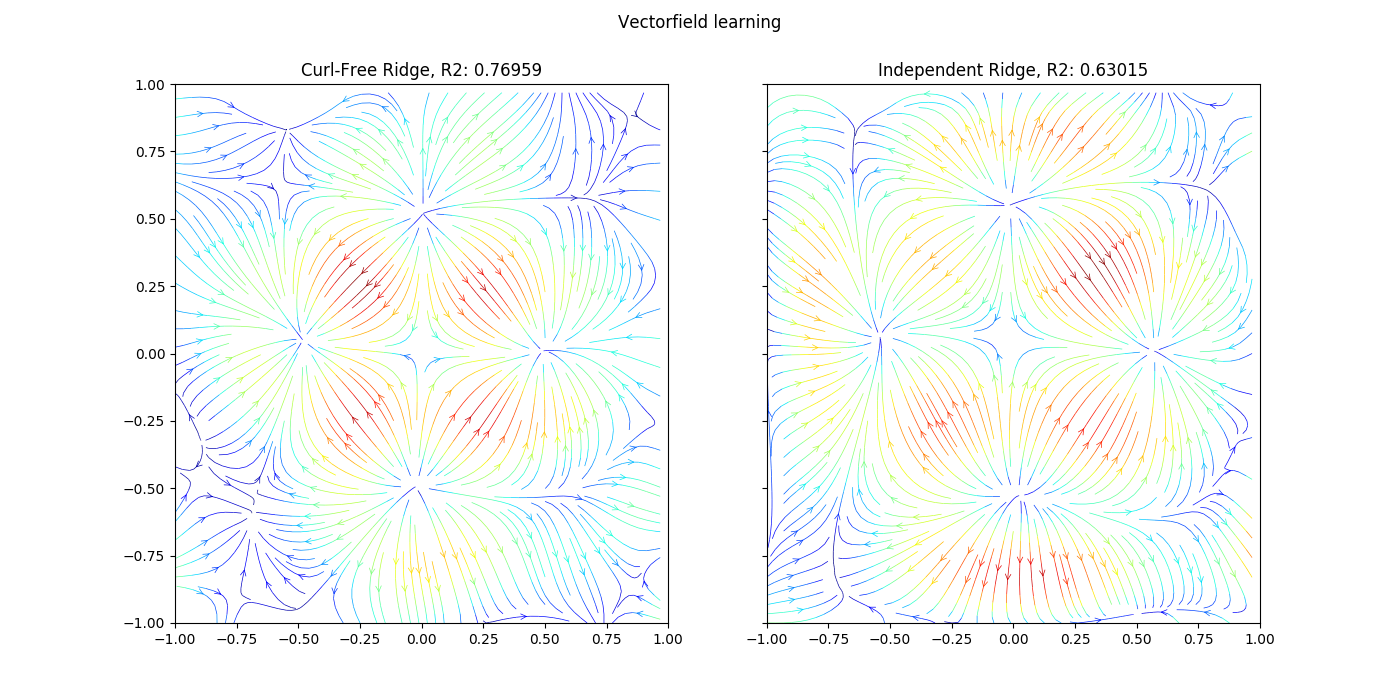 Vectorfield learning
Curl-Free Ridge, R2: 0.76959
1.00
0.75
0.50
0.25
0.00
−0.25
−0.50
−0.75
−1.00
−1.00 −0.75 −0.50 −0.25 0.00 0.25 0.50 0.75 1.00
Independent Ridge, R2: 0.63015
−1.00 −0.75 −0.50 −0.25 0.00 0.25 0.50 0.75 1.00